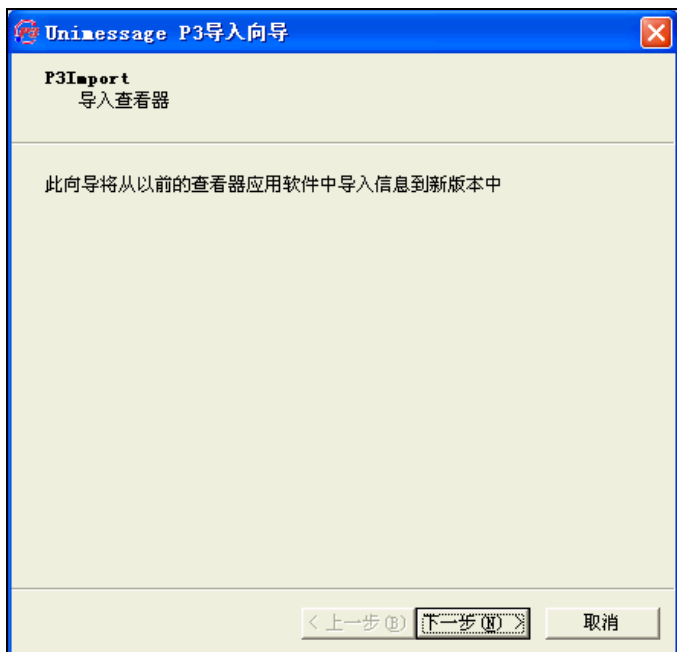 Unimessage P3导入向导
P3Import
导入查看器
此向导将从以前的查看器应用软件中导入信息到新版本中
< 上一步(B) 下一步(N) > 取消